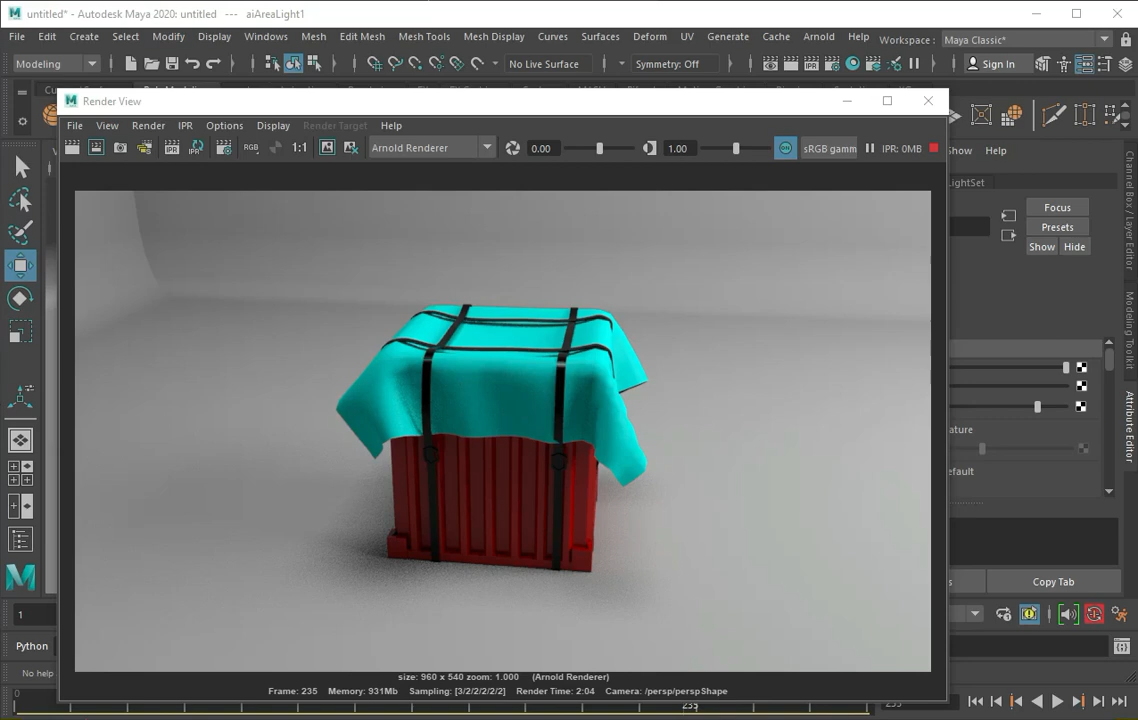 untitled* - Autodesk Maya 2020: untitled --- aiAreaLight1
File Edit Create Select Modify Display Windows Mesh Edit Mesh Mesh Tools Mesh Display Curves Surfaces Deform UV Generate Cache Arnold Help Workspace : Maya Classic*
Modeling No Live Surface Symmetry: Off Sign In
Render View
File View Render IPR Options Display Render Target Help
Show Help
RGB 1:1 Arnold Renderer 0.00 1.00 sRGB gamm IPR: 0MB
LightSet
Focus
Presets
Show Hide
Channel Box / Layer Editor
Modeling Toolkit
Attribute Editor
ature
efault
size: 960 x 540 zoom: 1.000 (Arnold Renderer)
Frame: 235 Memory: 931Mb Sampling: [3/2/2/2/2/2] Render Time: 2:04 Camera: /persp/perspShape
s Copy Tab
1
Python
No help
0
235